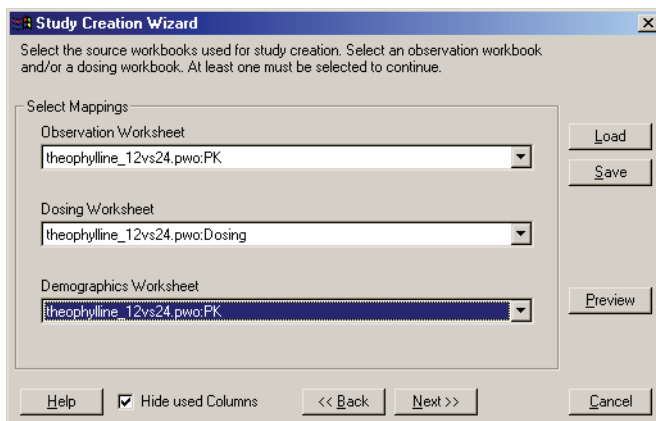 Study Creation Wizard
Select the source workbooks used for study creation. Select an observation workbook
and/or a dosing workbook. At least one must be selected to continue.
Select Mappings
Observation Worksheet
theophylline_12vs24.pwo:PK
Load
Save
Dosing Worksheet
theophylline_12vs24.pwo:Dosing
Demographics Worksheet
theophylline_12vs24.pwo:PK
Preview
Help
Hide used Columns
<< Back
Next >>
Cancel